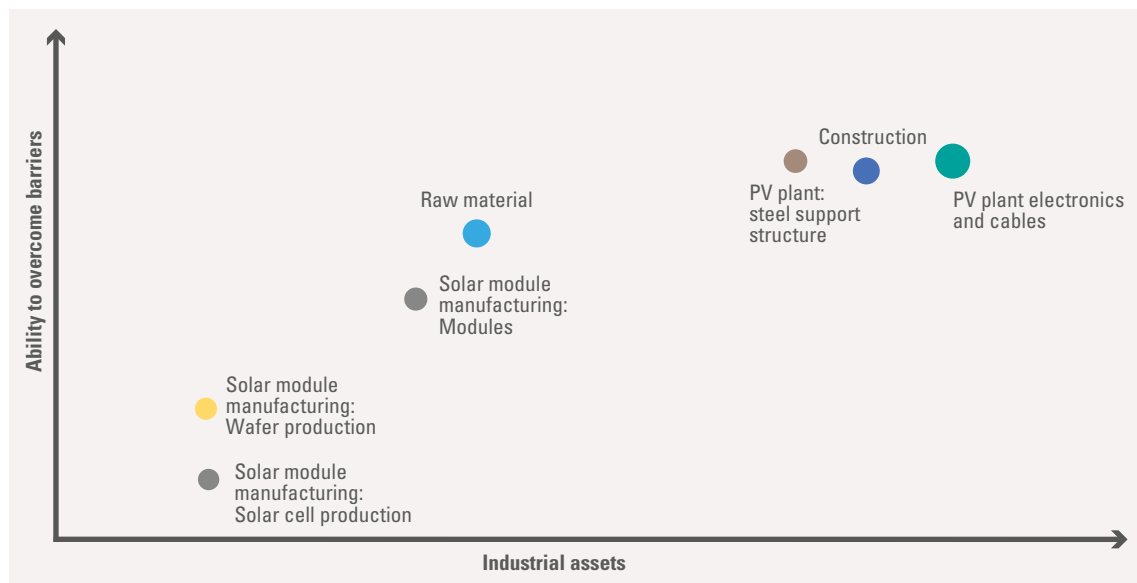 Ability to overcome barriers
Construction
PV plant:
steel support
structure
PV plant electronics
and cables
Raw material
Solar module
manufacturing:
Modules
Solar module
manufacturing:
Wafer production
Solar module
manufacturing:
Solar cell production
Industrial assets